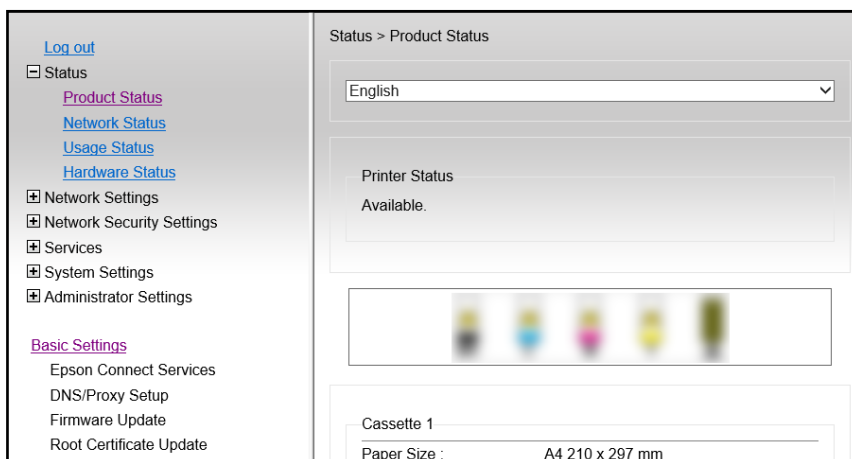 Log out
Status
Product Status
Network Status
Usage Status
Hardware Status
Network Settings
Network Security Settings
Services
System Settings
Administrator Settings
Basic Settings
Epson Connect Services
DNS/Proxy Setup
Firmware Update
Root Certificate Update
Status > Product Status
English
Printer Status
Available.
Cassette 1
Paper Size : A4 210 x 297 mm